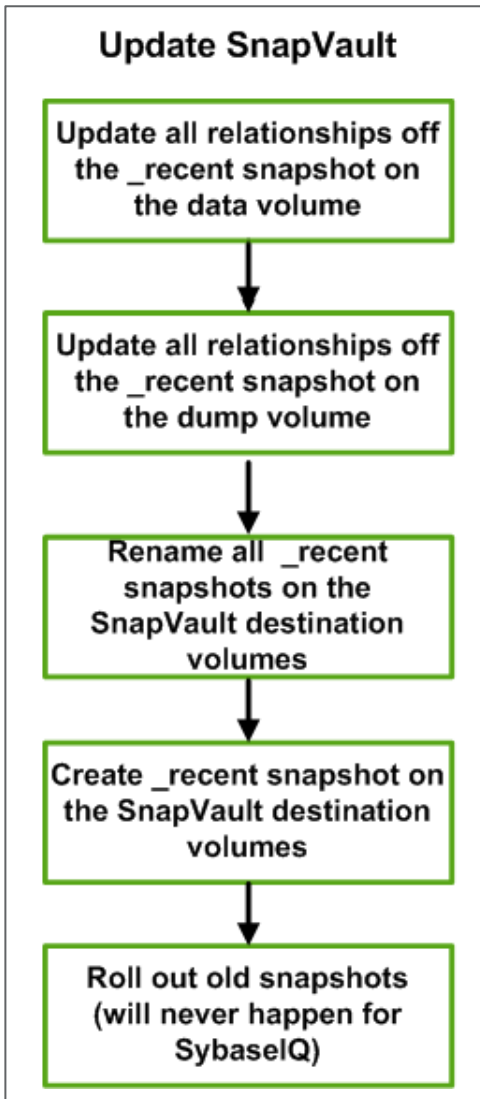 Update SnapVault
Update all relationships off
the _recent snapshot on
the data volume
Update all relationships off
the _recent snapshot on
the dump volume
Rename all _recent
snapshots on the
SnapVault destination
volumes
Create _recent snapshot on
the SnapVault destination
volumes
Roll out old snapshots
(will never happen for
SybaseIQ)